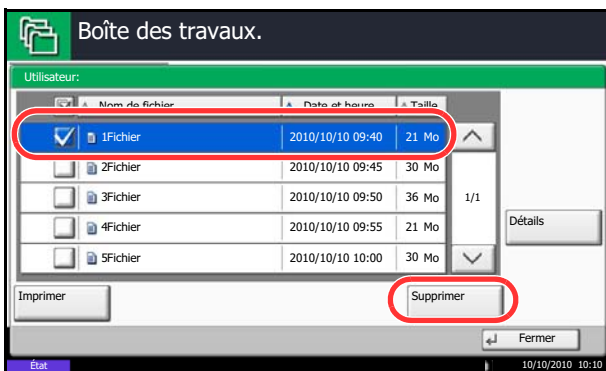 Boîte des travaux.
Utilisateur:
Nom de fichier Date et heure Taille
1Fichier 2010/10/10 09:40 21 Mo
2Fichier 2010/10/10 09:45 30 Mo
3Fichier 2010/10/10 09:50 36 Mo 1/1
4Fichier 2010/10/10 09:55 21 Mo
Détails
5Fichier 2010/10/10 10:00 30 Mo
Imprimer Supprimer
Fermer
État 10/10/2010 10:10